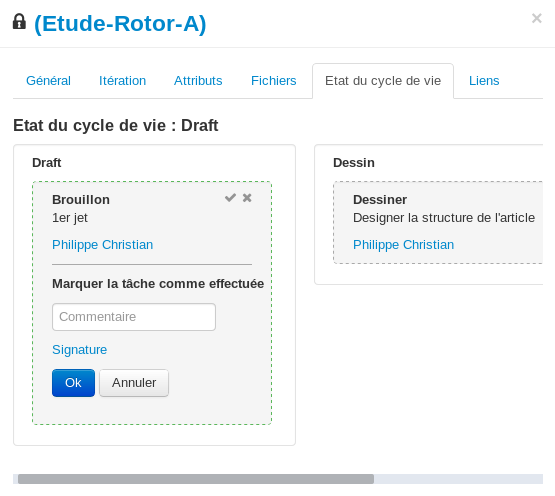 (Etude-Rotor-A)
×
Général Itération Attributs Fichiers Etat du cycle de vie Liens
Etat du cycle de vie : Draft
Draft
Brouillon
1er jet
Philippe Christian
Marquer la tâche comme effectuée
Commentaire
Signature
Ok Annuler
Dessin
Dessiner
Designer la structure de l'article
Philippe Christian